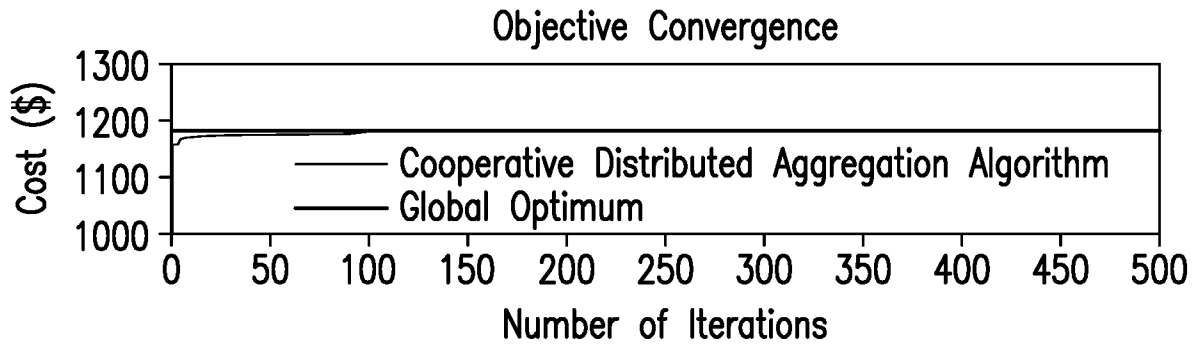 Objective Convergence
1300
1200
1100
1000
Cost ($)
Cooperative Distributed Aggregation Algorithm
Global Optimum
0 50 100 150 200 250 300 350 400 450 500
Number of Iterations